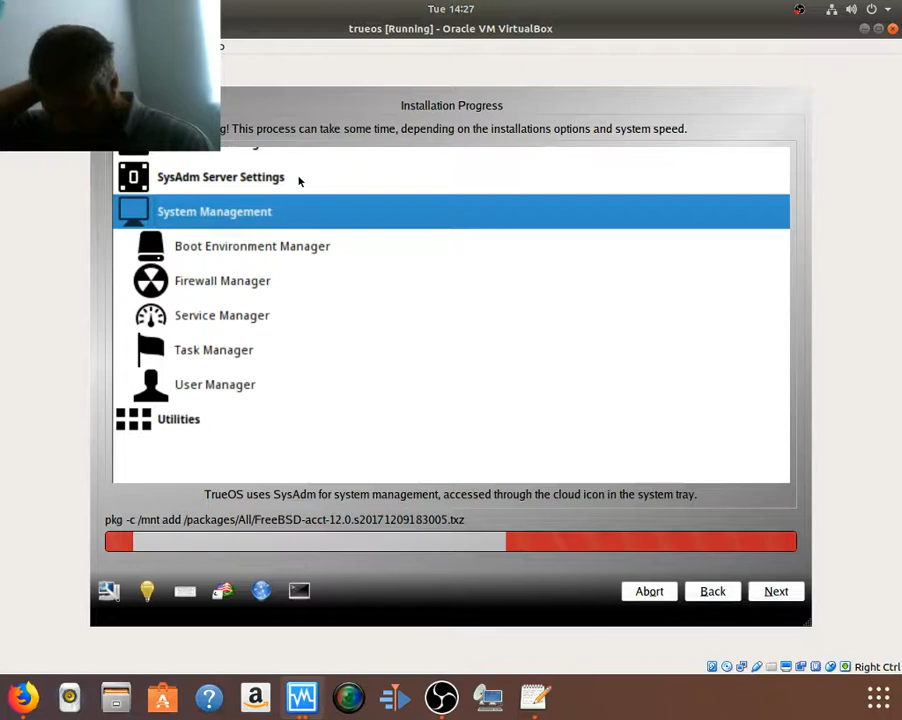 Tue 14:27
trueos [Running] - Oracle VM VirtualBox
Installation Progress
! This process can take some time, depending on the installations options and system speed.
SysAdm Server Settings
System Management
Boot Environment Manager
Firewall Manager
Service Manager
Task Manager
User Manager
Utilities
TrueOS uses SysAdm for system management, accessed through the cloud icon in the system tray.
pkg -c /mnt add /packages/All/FreeBSD-acct-12.0.s20171209183005.txz
Abort
Back
Next
Right Ctrl